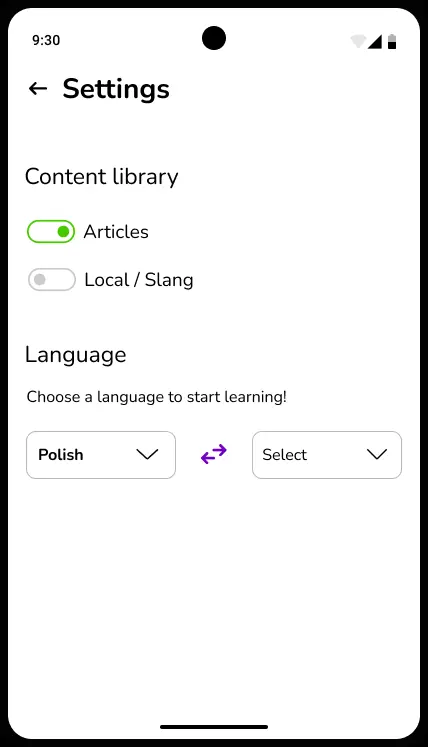 9:30
Settings
Content library
Articles
Local / Slang
Language
Choose a language to start learning!
Polish Select